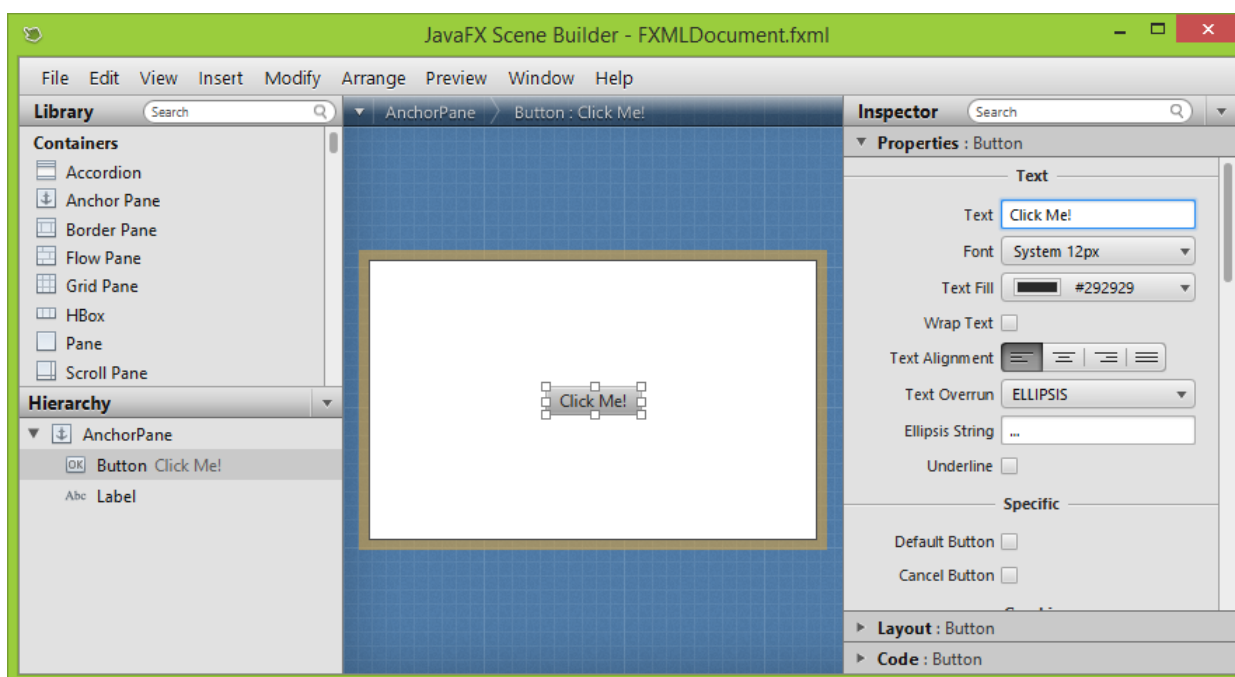 JavaFX Scene Builder - FXMLDocument.fxml
File Edit View Insert Modify Arrange Preview Window Help
Library Search
Containers
Accordion
Anchor Pane
Border Pane
Flow Pane
Grid Pane
HBox
Pane
Scroll Pane
Hierarchy
AnchorPane
OK Button Click Me!
Abc Label
AnchorPane Button : Click Me!
Click Me!
Inspector Search
Properties : Button
Text
Text Click Me!
Font System 12px
Text Fill #292929
Wrap Text
Text Alignment
Text Overrun ELLIPSIS
Ellipsis String ...
Underline
Specific
Default Button
Cancel Button
Layout : Button
Code : Button